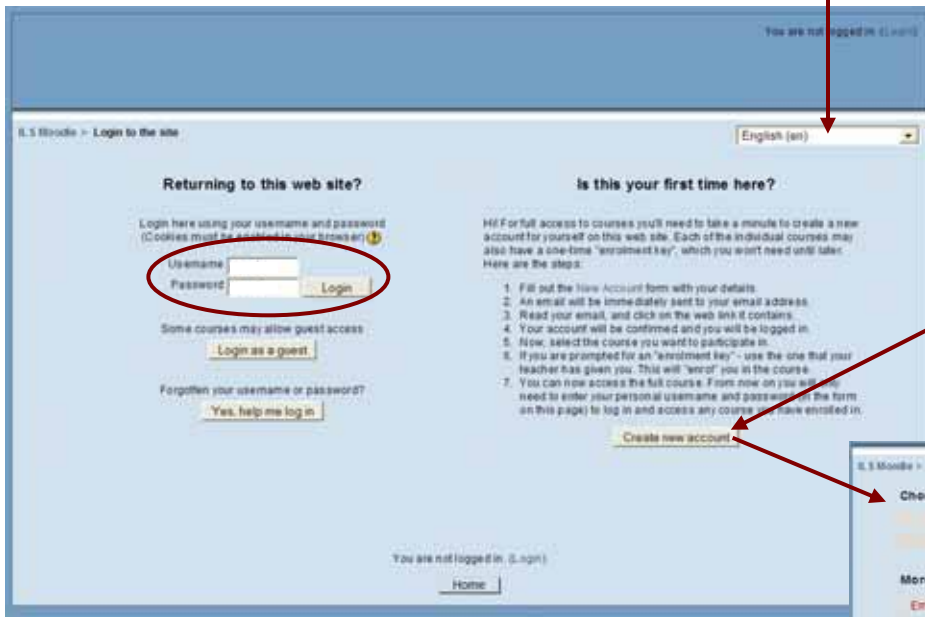 You are not logged in. (Login)
ILS Moodle > Login to the site
English (en)
Returning to this web site?
Login here using your username and password
(Cookies must be enabled in your browser)
Username
Password
Login
Some courses may allow guest access
Login as a guest
Forgotten your username or password?
Yes, help me log in
Is this your first time here?
Hi! For full access to courses you'll need to take a minute to create a new
account for yourself on this web site. Each of the individual courses may
also have a one-time "enrolment key", which you won't need until later.
Here are the steps:
1. Fill out the New Account form with your details.
2. An email will be immediately sent to your email address.
3. Read your email, and click on the web link it contains.
4. Your account will be confirmed and you will be logged in.
5. Now, select the course you want to participate in.
6. If you are prompted for an "enrolment key" - use the one that your
teacher has given you. This will "enrol" you in the course.
7. You can now access the full course. From now on you will only
need to enter your personal username and password (in the form
on this page) to log in and access any course you have enrolled in.
Create new account
ILS Moodle >
Cho
Mor
Em
You are not logged in. (Login)
Home